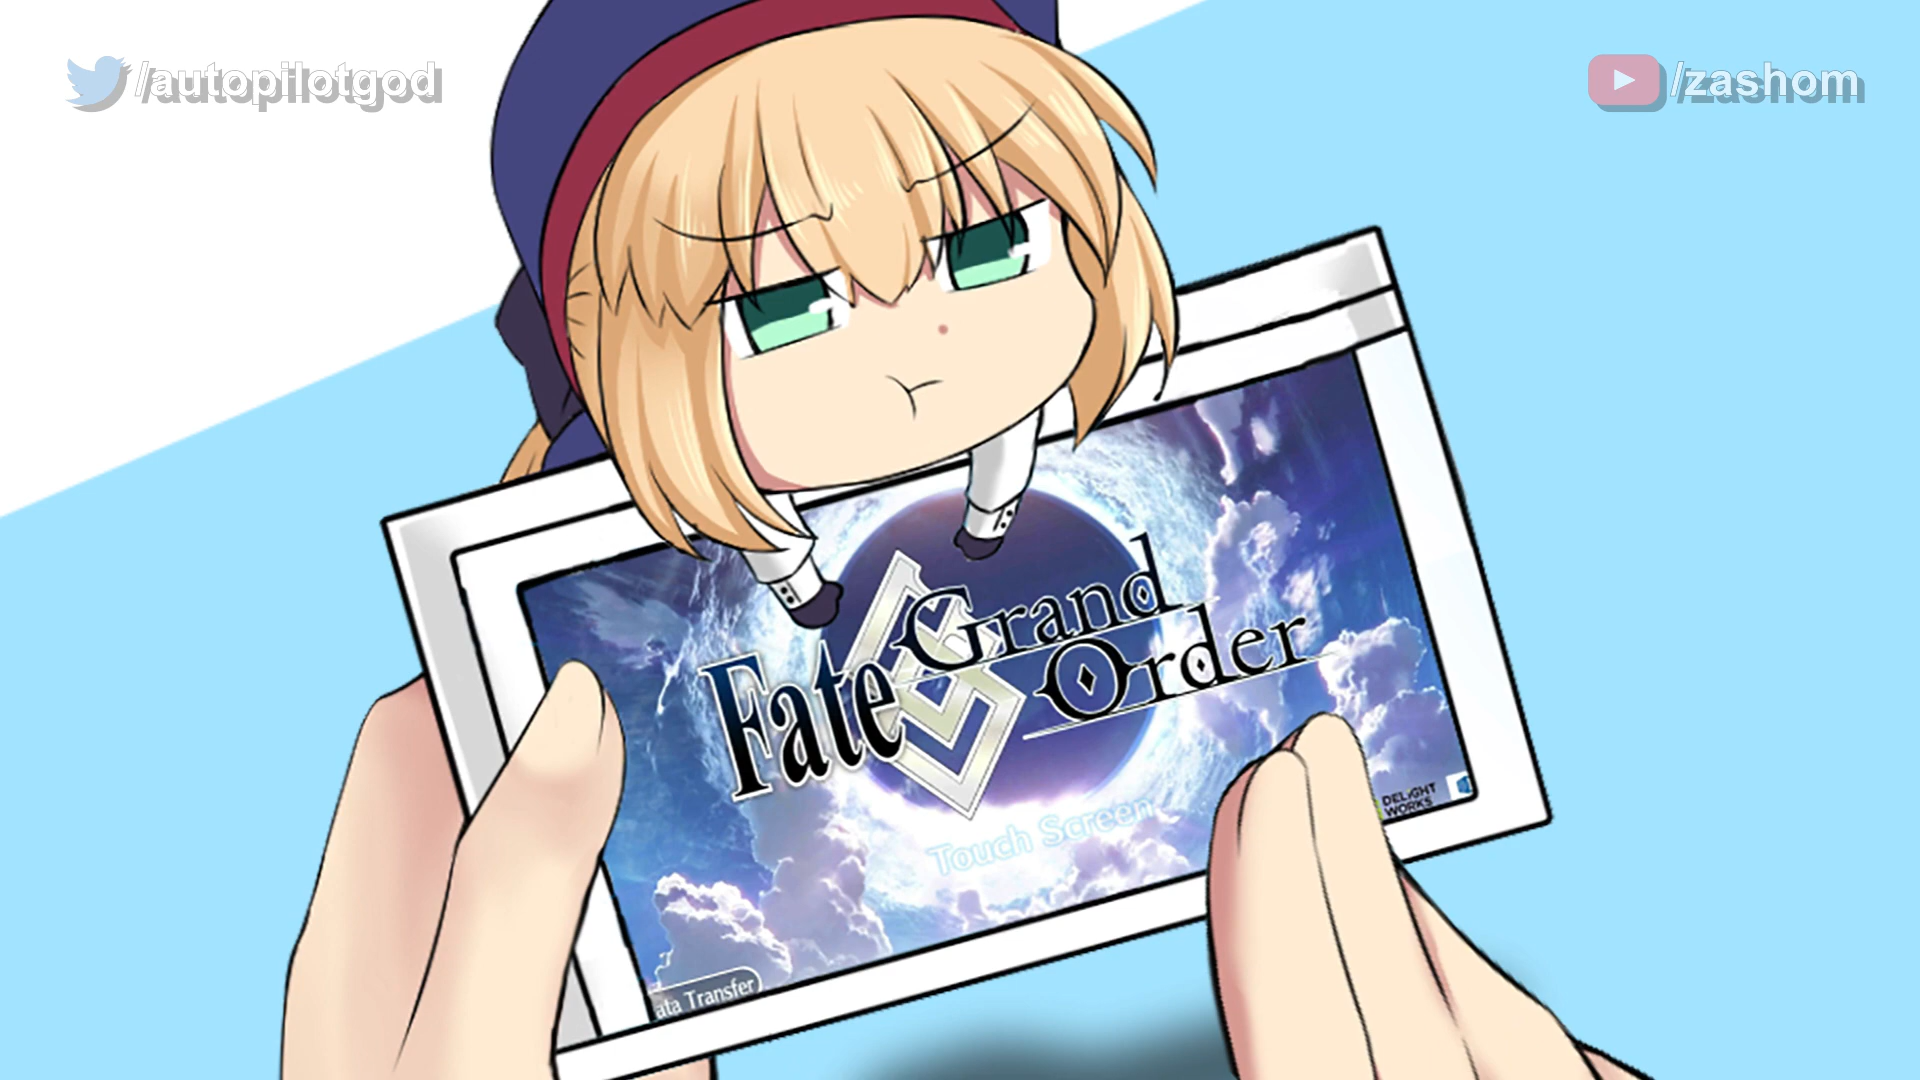 /autopilotgod
/zashom
Fate
Grand
Order
Touch Screen
DELiGHT
WORKS
ata Transfer